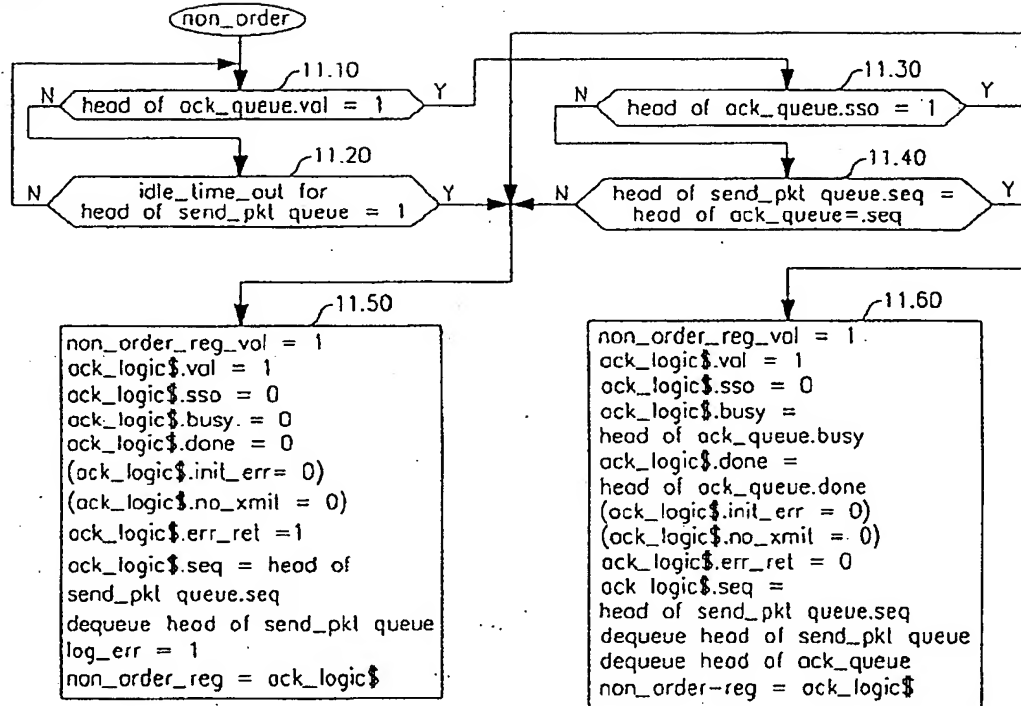 non_order
11.10
N
head of ack_queue.val = 1
Y
11.20
N
idle_time_out for
head of send_pkt queue = 1
Y
11.30
N
head of ack_queue.sso = 1
Y
11.40
N
head of send_pkt queue.seq =
head of ack_queue=.seq
Y
11.50
non_order_reg_val = 1
ack_logic$.val = 1
ack_logic$.sso = 0
ack_logic$.busy. = 0
ack_logic$.done = 0
(ack_logic$.init_err= 0)
(ack_logic$.no_xmit = 0)
ack_logic$.err_ret =1
ack_logic$.seq = head of
send_pkt queue.seq
dequeue head of send_pkt queue
log_err = 1
non_order_reg = ack_logic$
11.60
non_order_reg_val = 1
ack_logic$.val = 1
ack_logic$.sso = 0
ack_logic$.busy =
head of ack_queue.busy
ack_logic$.done =
head of ack_queue.done
(ack_logic$.init_err = 0)
(ack_logic$.no_xmit = 0)
ack_logic$.err_ret = 0
ack logic$.seq =
head of send_pkt queue.seq
dequeue head of send_pkt queue
dequeue head of ack_queue
non_order-reg = ack_logic$